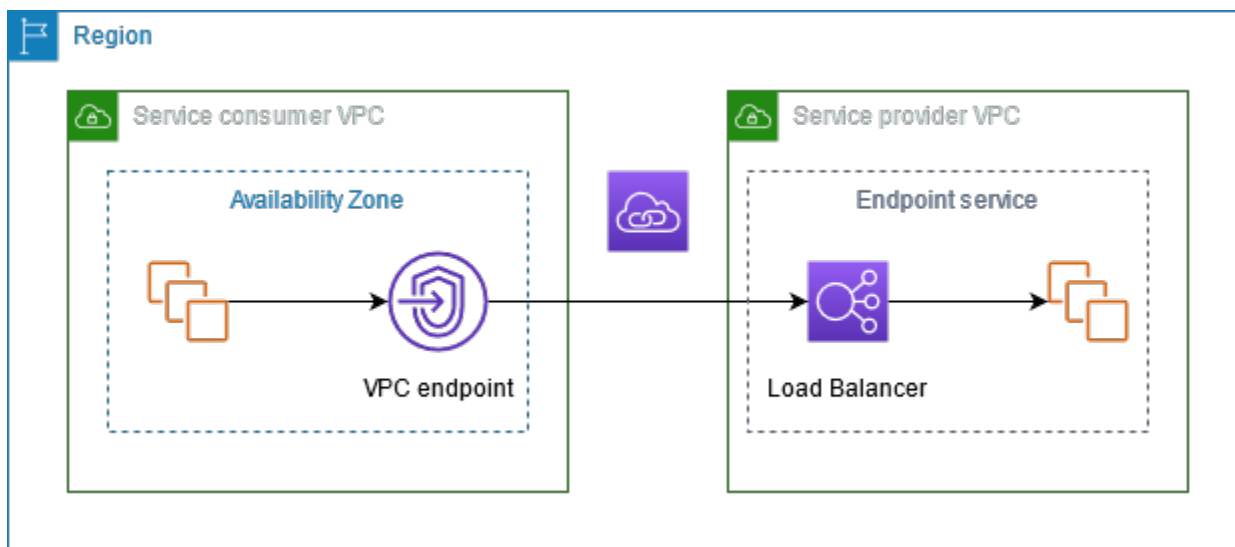 Region
Service consumer VPC
Service provider VPC
Availability Zone
Endpoint service
VPC endpoint
Load Balancer